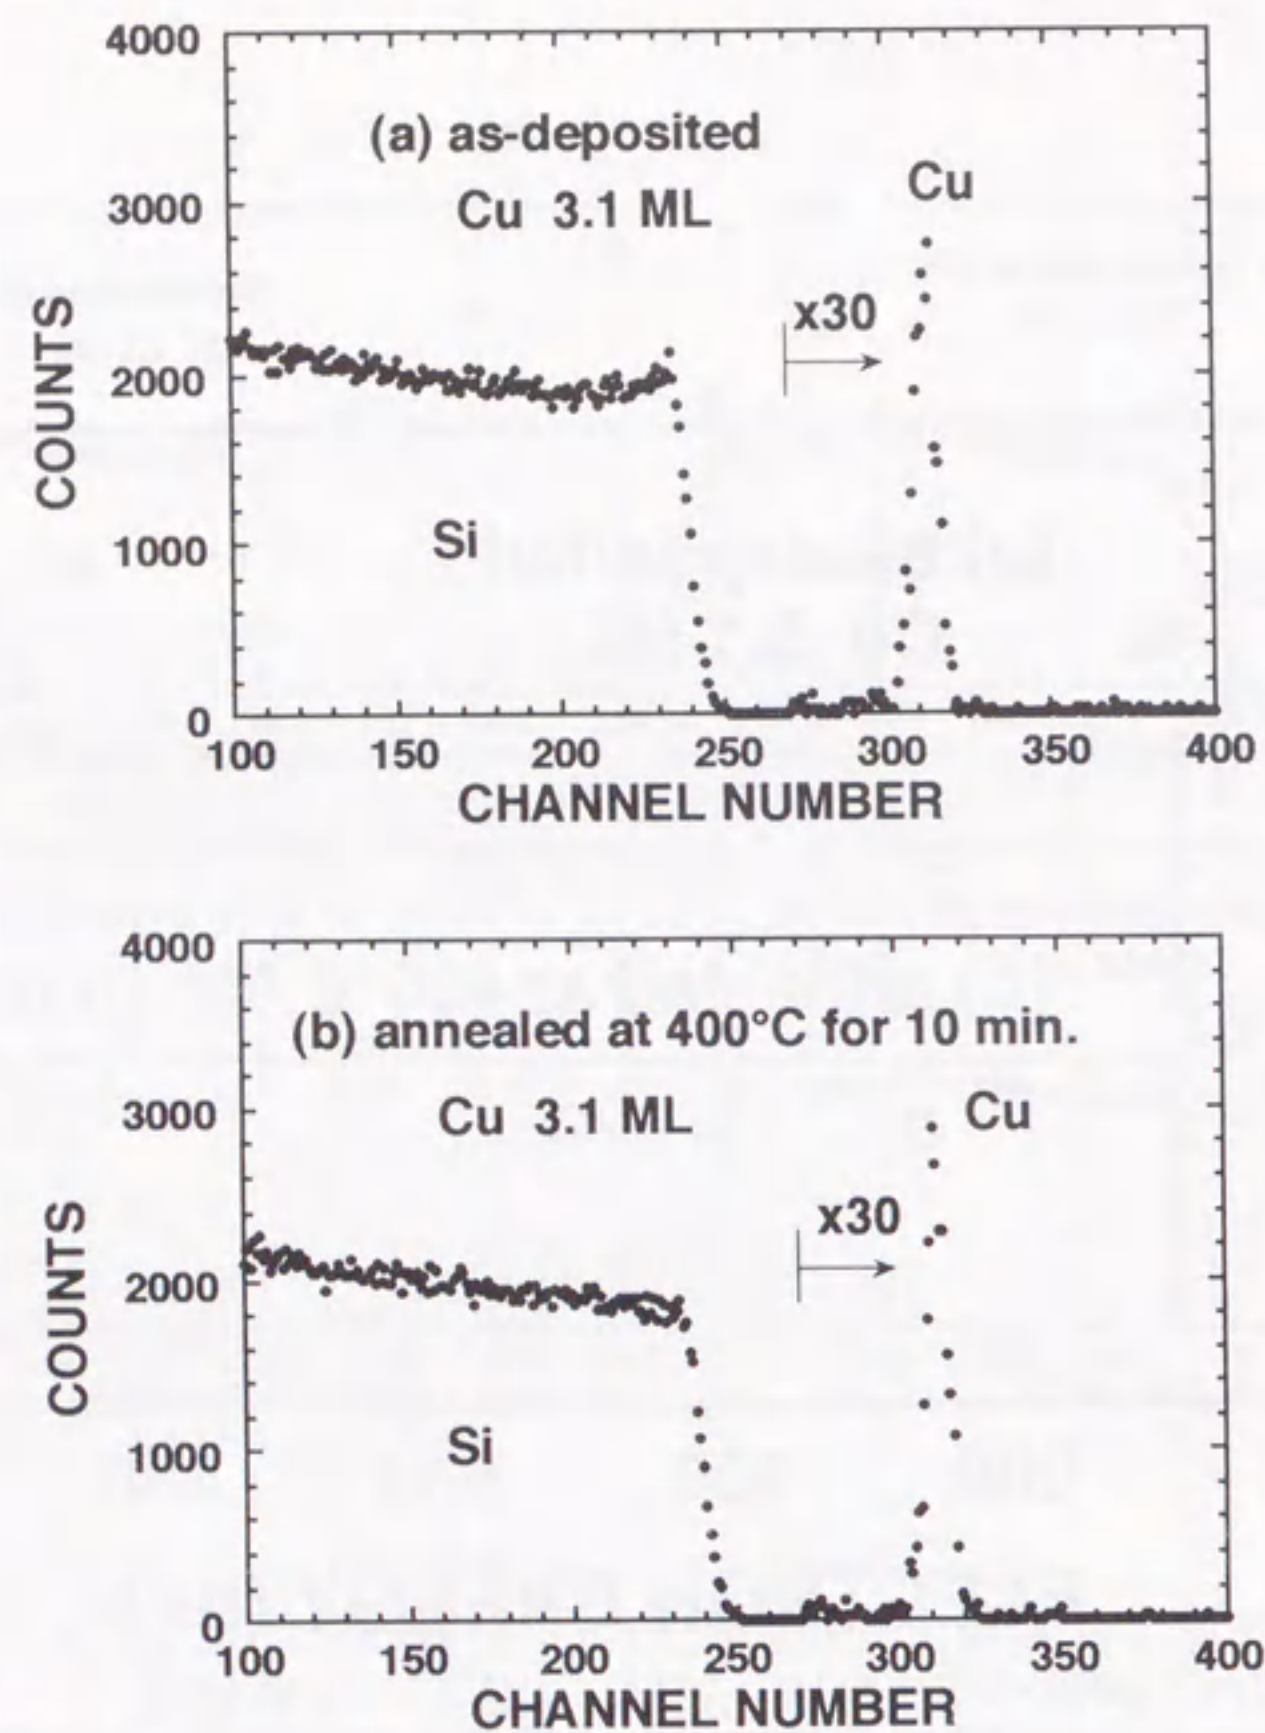 4000
(a) as-deposited
Cu 3.1 ML
Cu
3000
x30
2000
COUNTS
Si
1000
0
100 150 200 250 300 350 400
CHANNEL NUMBER
4000
(b) annealed at 400°C for 10 min.
3000
Cu 3.1 ML
Cu
x30
2000
COUNTS
Si
1000
0
100 150 200 250 300 350 400
CHANNEL NUMBER